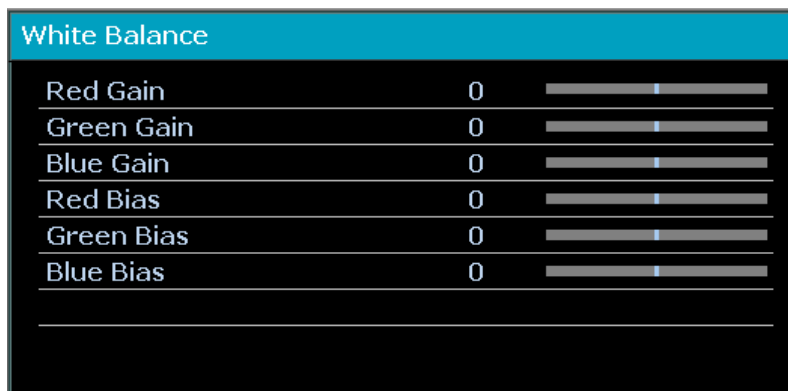 White Balance
Red Gain 0
Green Gain 0
Blue Gain 0
Red Bias 0
Green Bias 0
Blue Bias 0